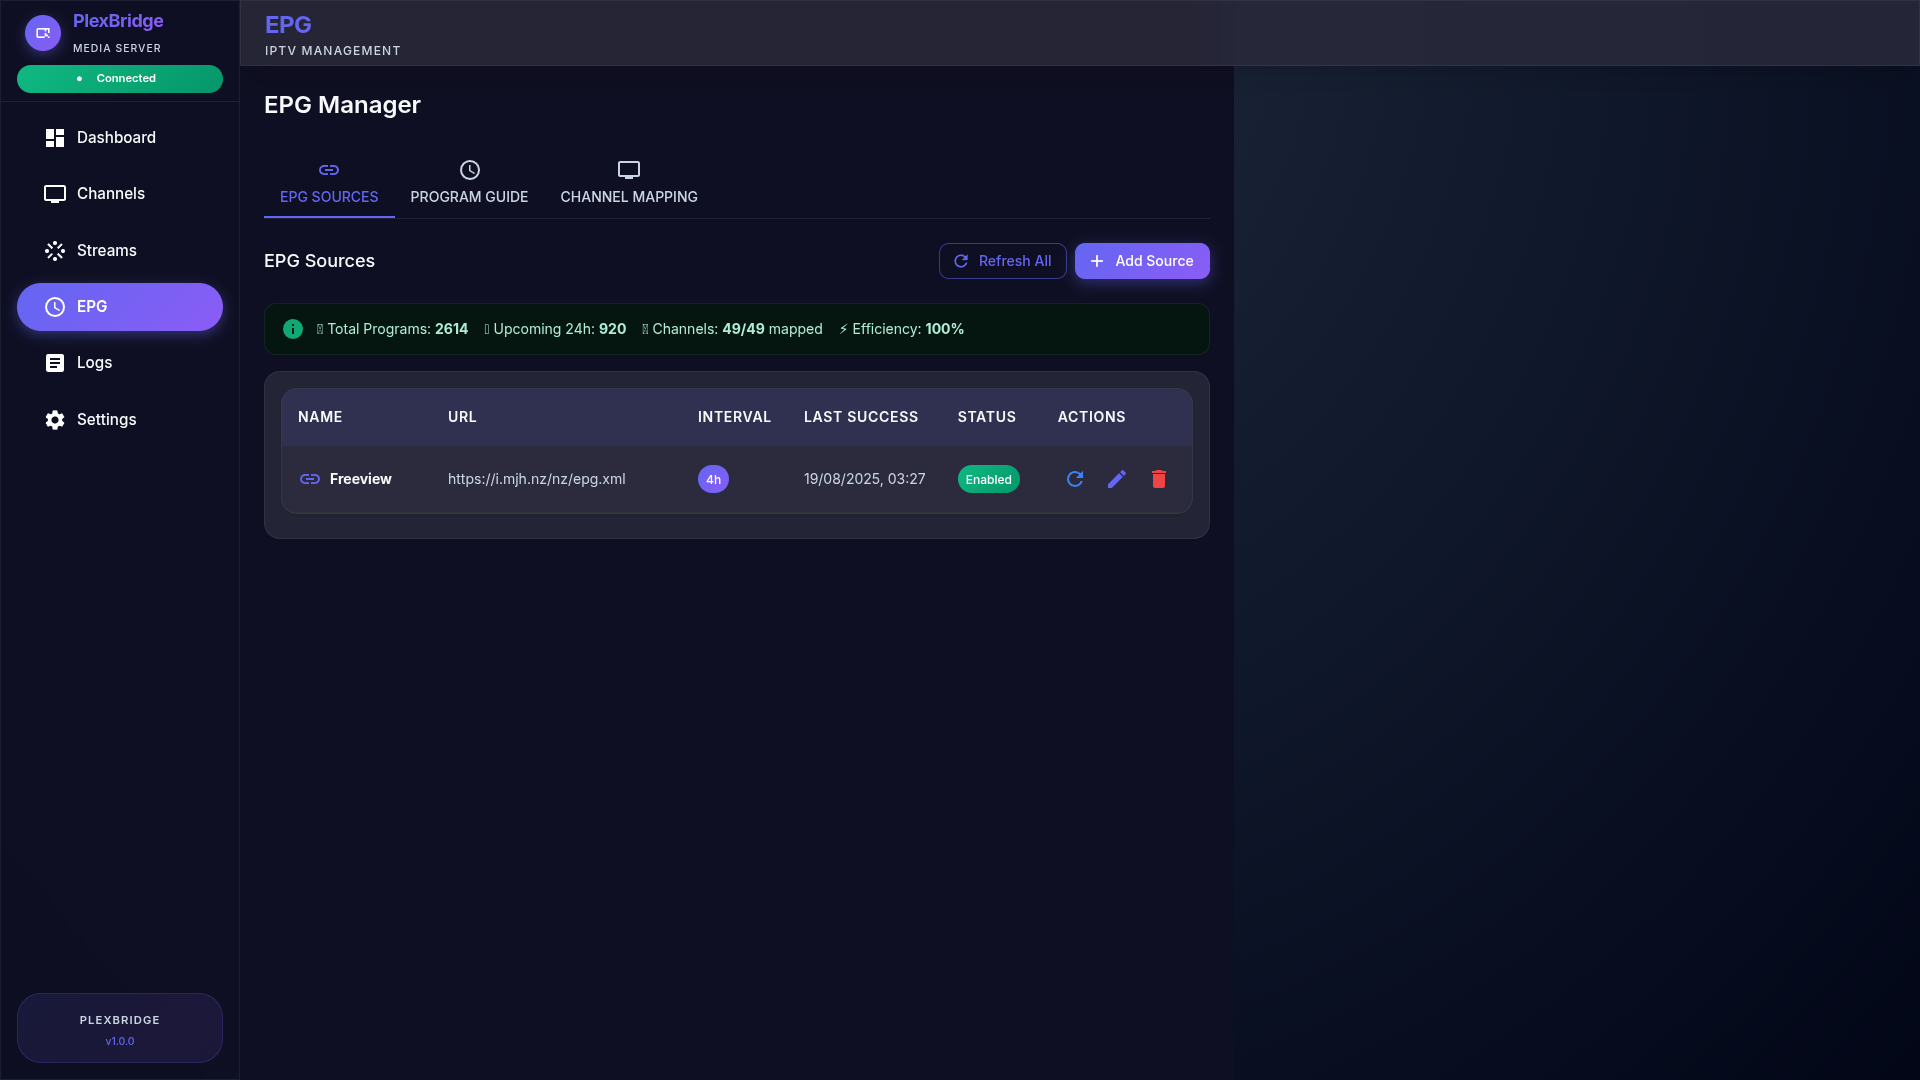 PlexBridge
MEDIA SERVER
Connected
Dashboard
Channels
Streams
EPG
Logs
Settings
PLEXBRIDGE
v1.0.0
EPG
IPTV MANAGEMENT
EPG Manager
EPG SOURCES PROGRAM GUIDE CHANNEL MAPPING
EPG Sources
Refresh All
Add Source
Total Programs: 2614 Upcoming 24h: 920 Channels: 49/49 mapped ⚡ Efficiency: 100%
NAME URL INTERVAL LAST SUCCESS STATUS ACTIONS
Freeview https://i.mjh.nz/nz/epg.xml 4h 19/08/2025, 03:27 Enabled